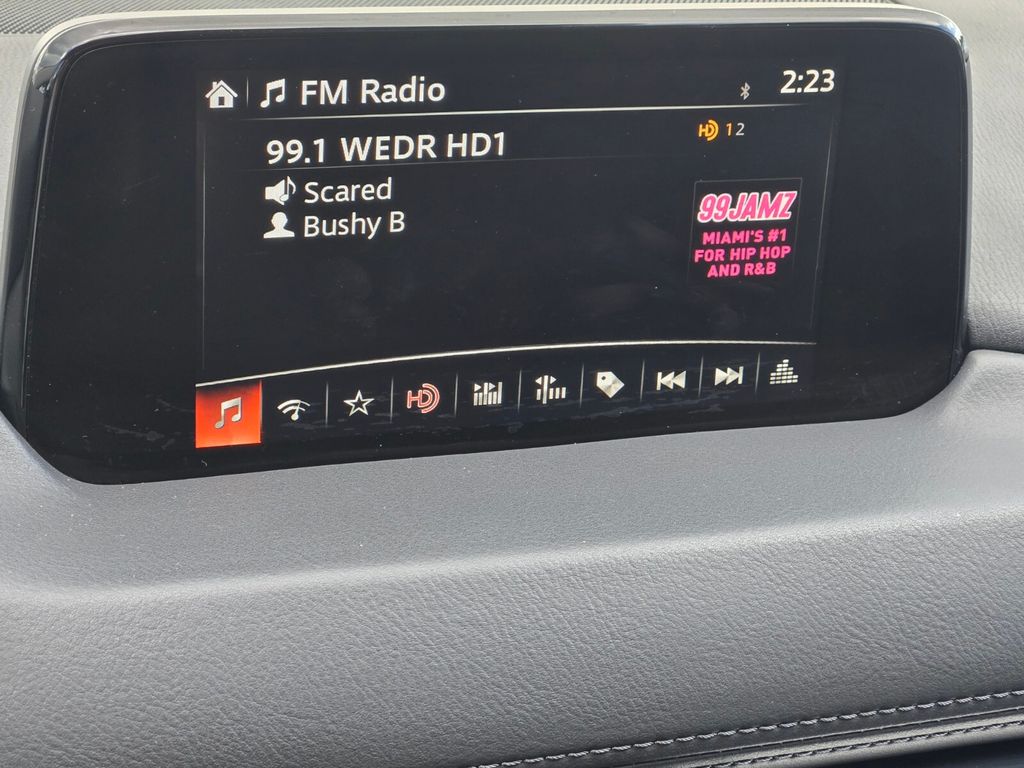 FM Radio
2:23
99.1 WEDR HD1
HD 12
Scared
Bushy B
99JAMZ
MIAMI'S #1
FOR HIP HOP
AND R&B
HD